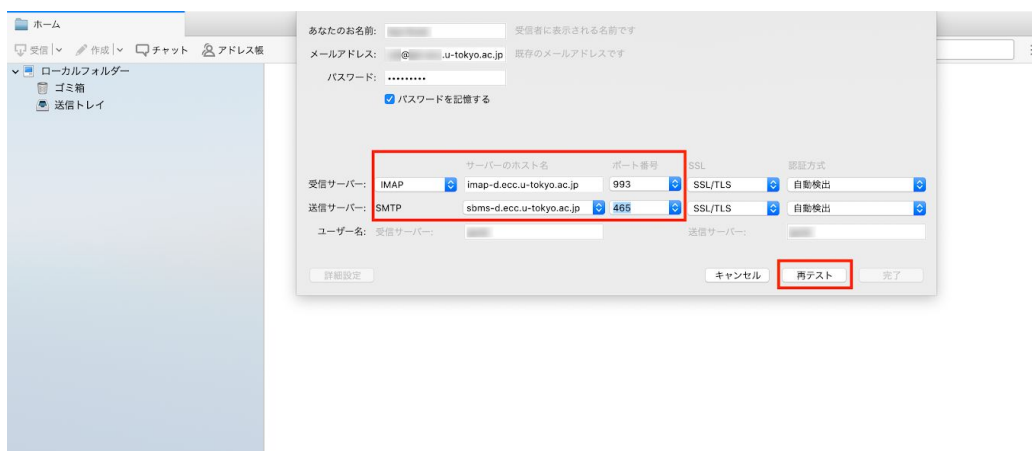 ホーム
受信 作成 チャット アドレス帳
ローカルフォルダー
ゴミ箱
送信トレイ
あなたのお名前: 受信者に表示される名前です
メールアドレス: @ .u-tokyo.ac.jp 既存のメールアドレスです
パスワード: •••••••••
パスワードを記憶する
サーバーのホスト名 ポート番号 SSL 認証方式
受信サーバー: IMAP imap-d.ecc.u-tokyo.ac.jp 993 SSL/TLS 自動検出
送信サーバー: SMTP sbms-d.ecc.u-tokyo.ac.jp 465 SSL/TLS 自動検出
ユーザー名: 受信サーバー: 送信サーバー:
詳細設定 キャンセル 再テスト 完了